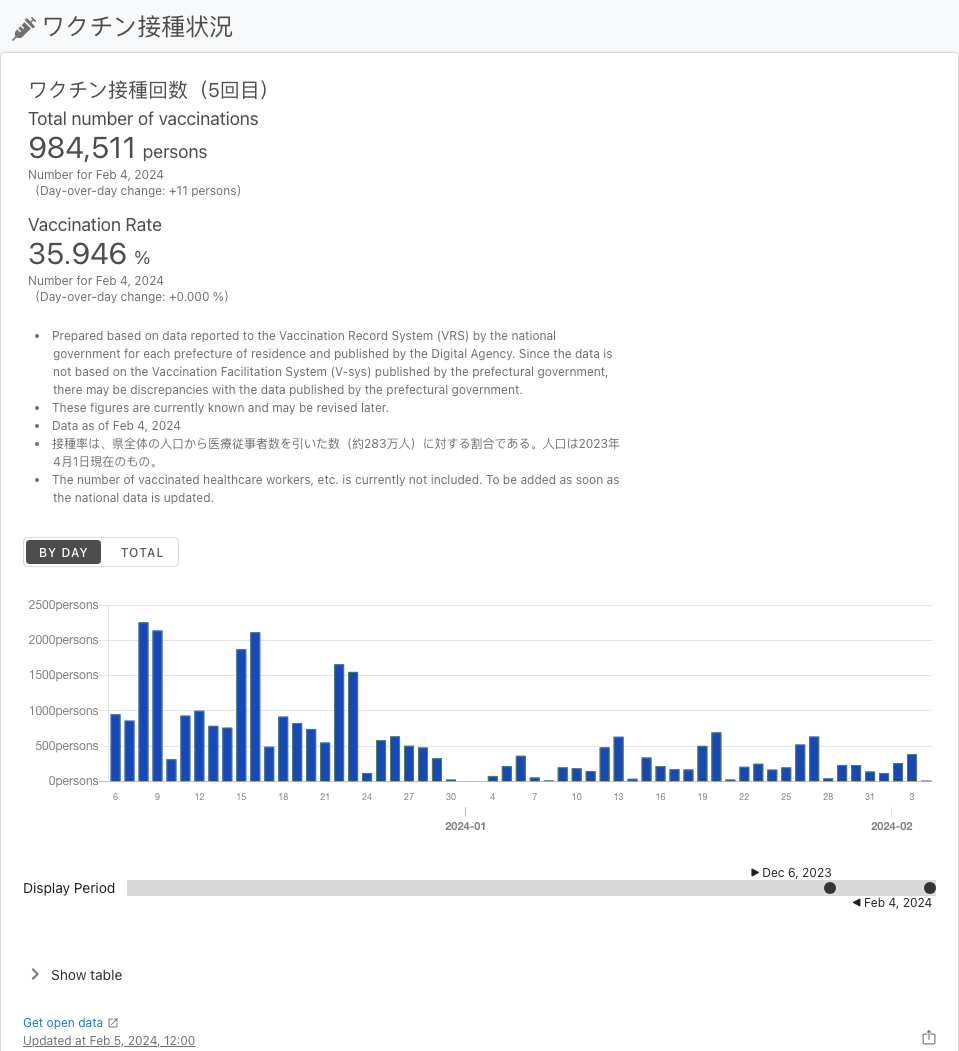 ワクチン接種状況
ワクチン接種回数（5回目）
Total number of vaccinations
984,511 persons
Number for Feb 4, 2024
（Day-over-day change: +11 persons）
Vaccination Rate
35.946 %
Number for Feb 4, 2024
（Day-over-day change: +0.000 %）
• Prepared based on data reported to the Vaccination Record System (VRS) by the national
government for each prefecture of residence and published by the Digital Agency. Since the data is
not based on the Vaccination Facilitation System (V-sys) published by the prefectural government,
there may be discrepancies with the data published by the prefectural government.
• These figures are currently known and may be revised later.
• Data as of Feb 4, 2024
• 接種率は、県全体の人口から医療従事者数を引いた数（約283万人）に対する割合である。人口は2023年
4月1日現在のもの。
• The number of vaccinated healthcare workers, etc. is currently not included. To be added as soon as
the national data is updated.
BY DAY TOTAL
2500persons
2000persons
1500persons
1000persons
500persons
0persons
6 9 12 15 18 21 24 27 30 4 7 10 13 16 19 22 25 28 31 3
2024-01 2024-02
Dec 6, 2023
Display Period
Feb 4, 2024
Show table
Get open data
Updated at Feb 5, 2024, 12:00